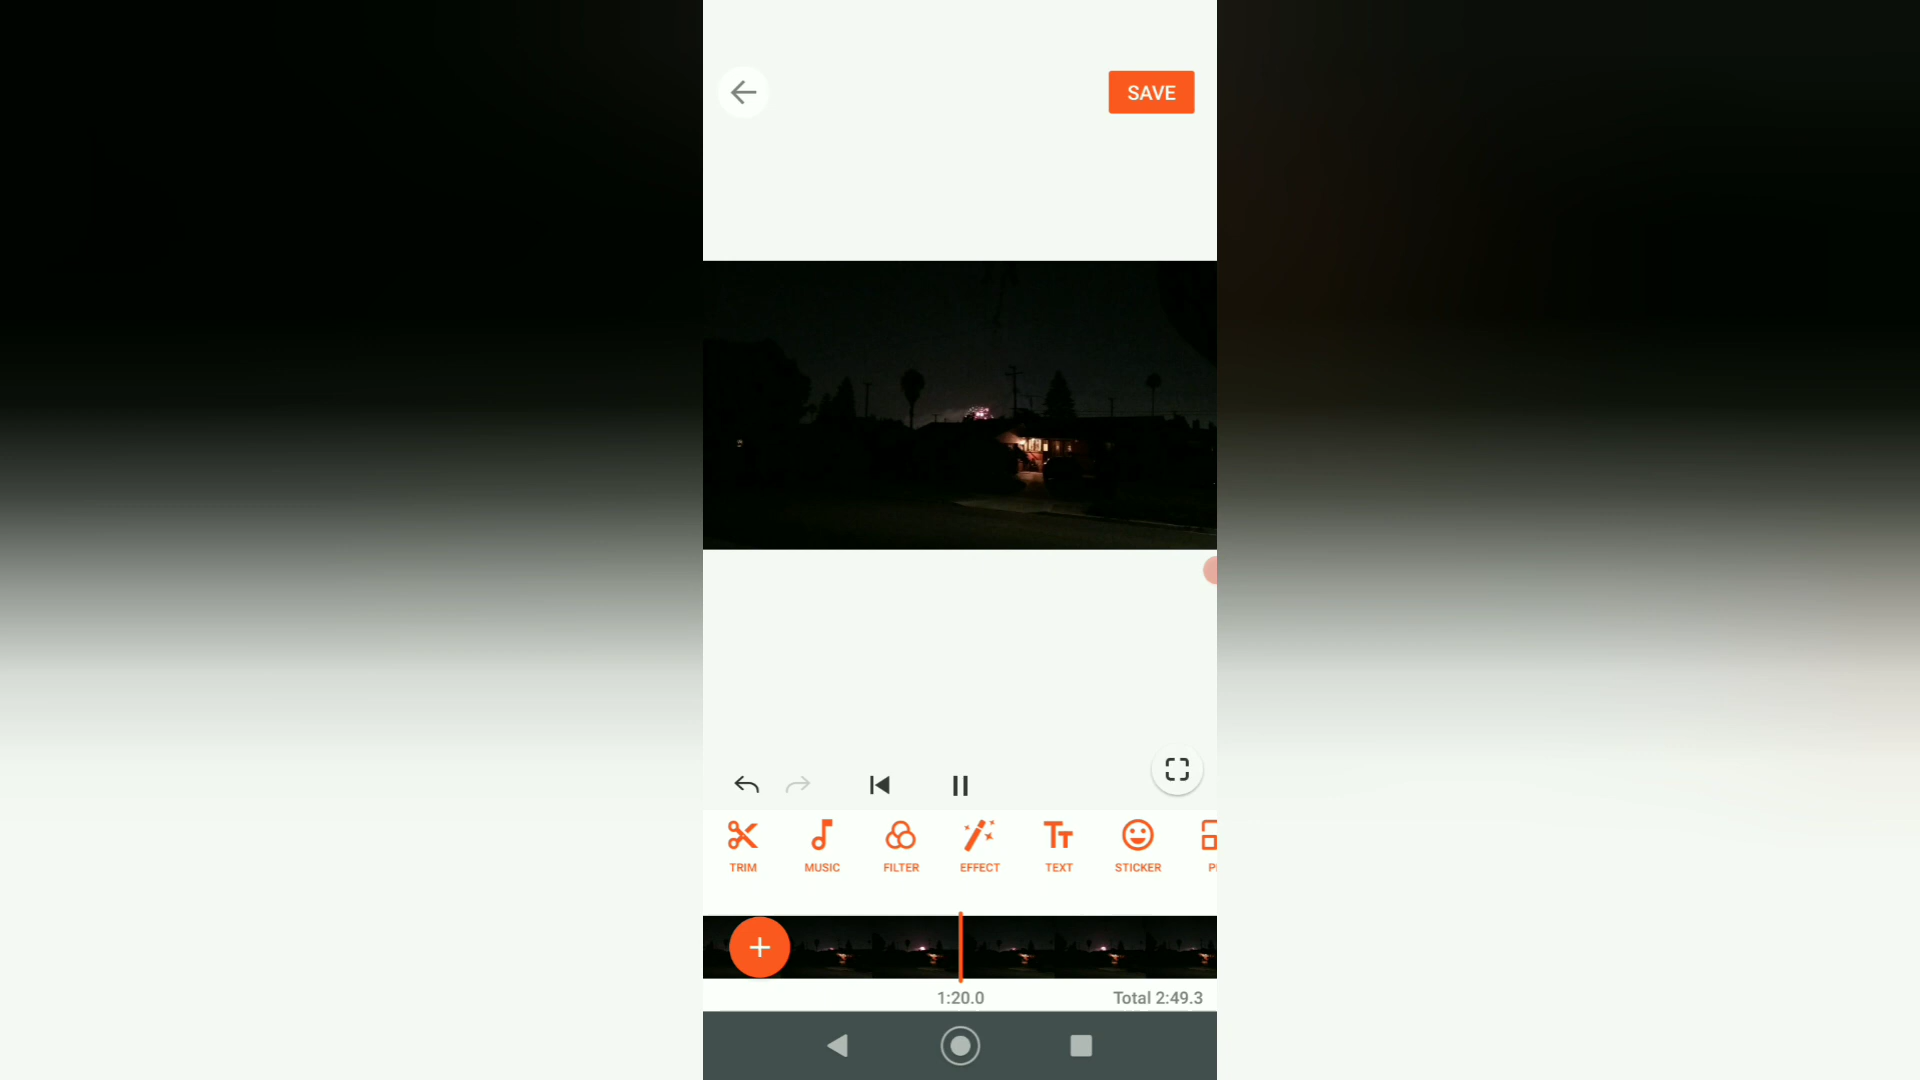 SAVE
TRIM
MUSIC
FILTER
EFFECT
TEXT
STICKER
1:20.0
Total 2:49.3